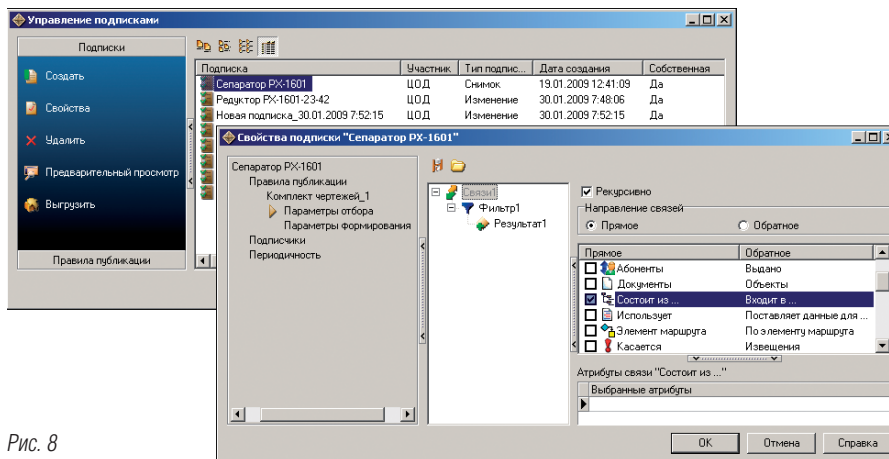 Управление подписками
Подписки
Создать
Свойства
Удалить
Предварительный просмотр
Выгрузить
Правила публикации
Подписка Участник Тип подпис... Дата создания Собственная
Сепаратор РХ-1601 ЦОД Снимок 19.01.2009 12:41:09 Да
Редуктор РХ-1601-23-42 ЦОД Изменение 30.01.2009 7:48:06 Да
Новая подписка_30.01.2009 7:52:15 ЦОД Изменение 30.01.2009 7:52:15 Да
Свойства подписки "Сепаратор РХ-1601"
Сепаратор РХ-1601
Правила публикации
Комплект чертежей_1
Параметры отбора
Параметры формирования
Подписчики
Периодичность
Связи1
Фильтр1
Результат1
Рекурсивно
Направление связей
Прямое Обратное
Прямое Обратное
Абоненты Выдано
Документы Объекты
Состоит из ... Входит в ...
Использует Поставляет данные для ...
Элемент маршрута По элементу маршрута
Касается Извещения
Атрибуты связи "Состоит из ..."
Выбранные атрибуты
OK Отмена Справка
Рис. 8